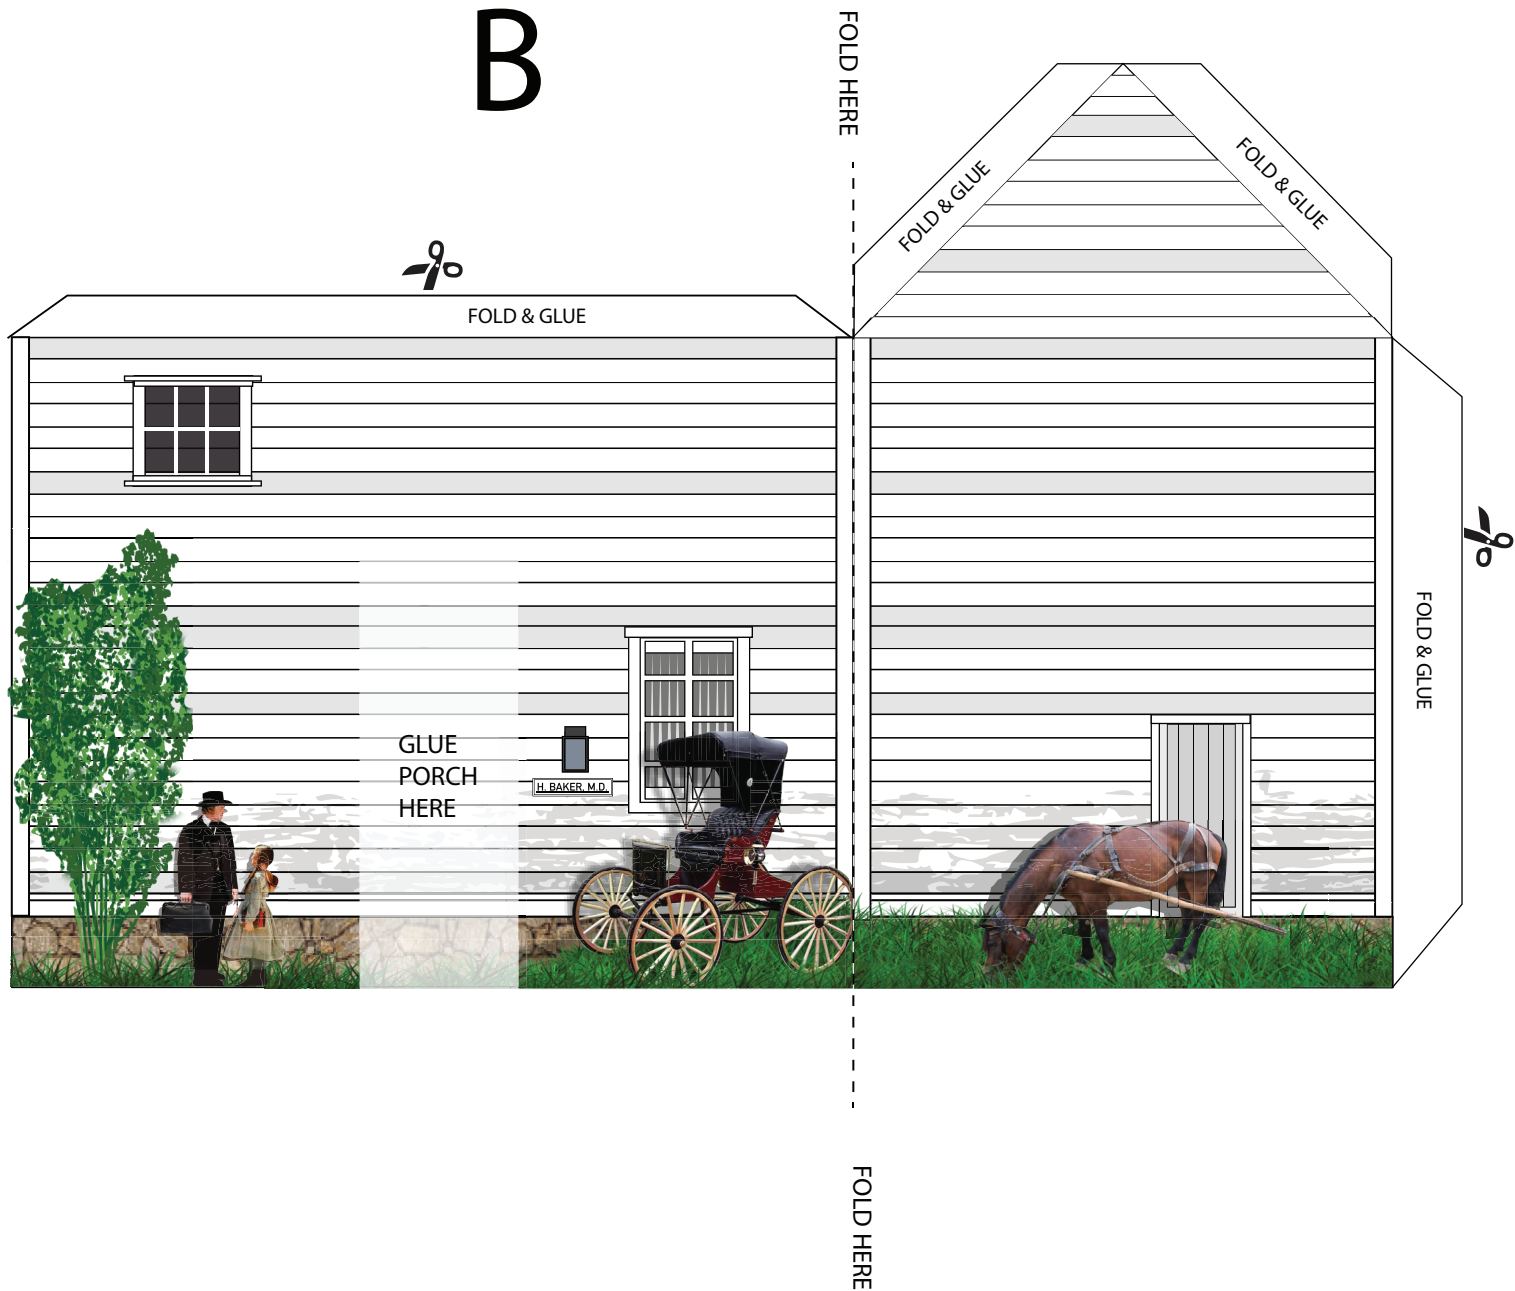 B
FOLD HERE
FOLD & GLUE
FOLD & GLUE
FOLD & GLUE
FOLD & GLUE
GLUE
PORCH
HERE
H. BAKER, M.D.
FOLD HERE